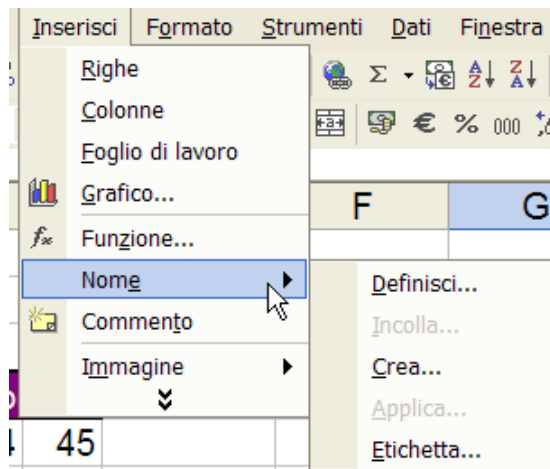 Inserisci Formato Strumenti Dati Finestra
Righe
Colonne
Foglio di lavoro
Grafico...
Funzione...
Nome
Commento
Immagine
Σ
€ % 000
F G
Definisci...
Incolla...
Crea...
Applica...
Etichetta...
45